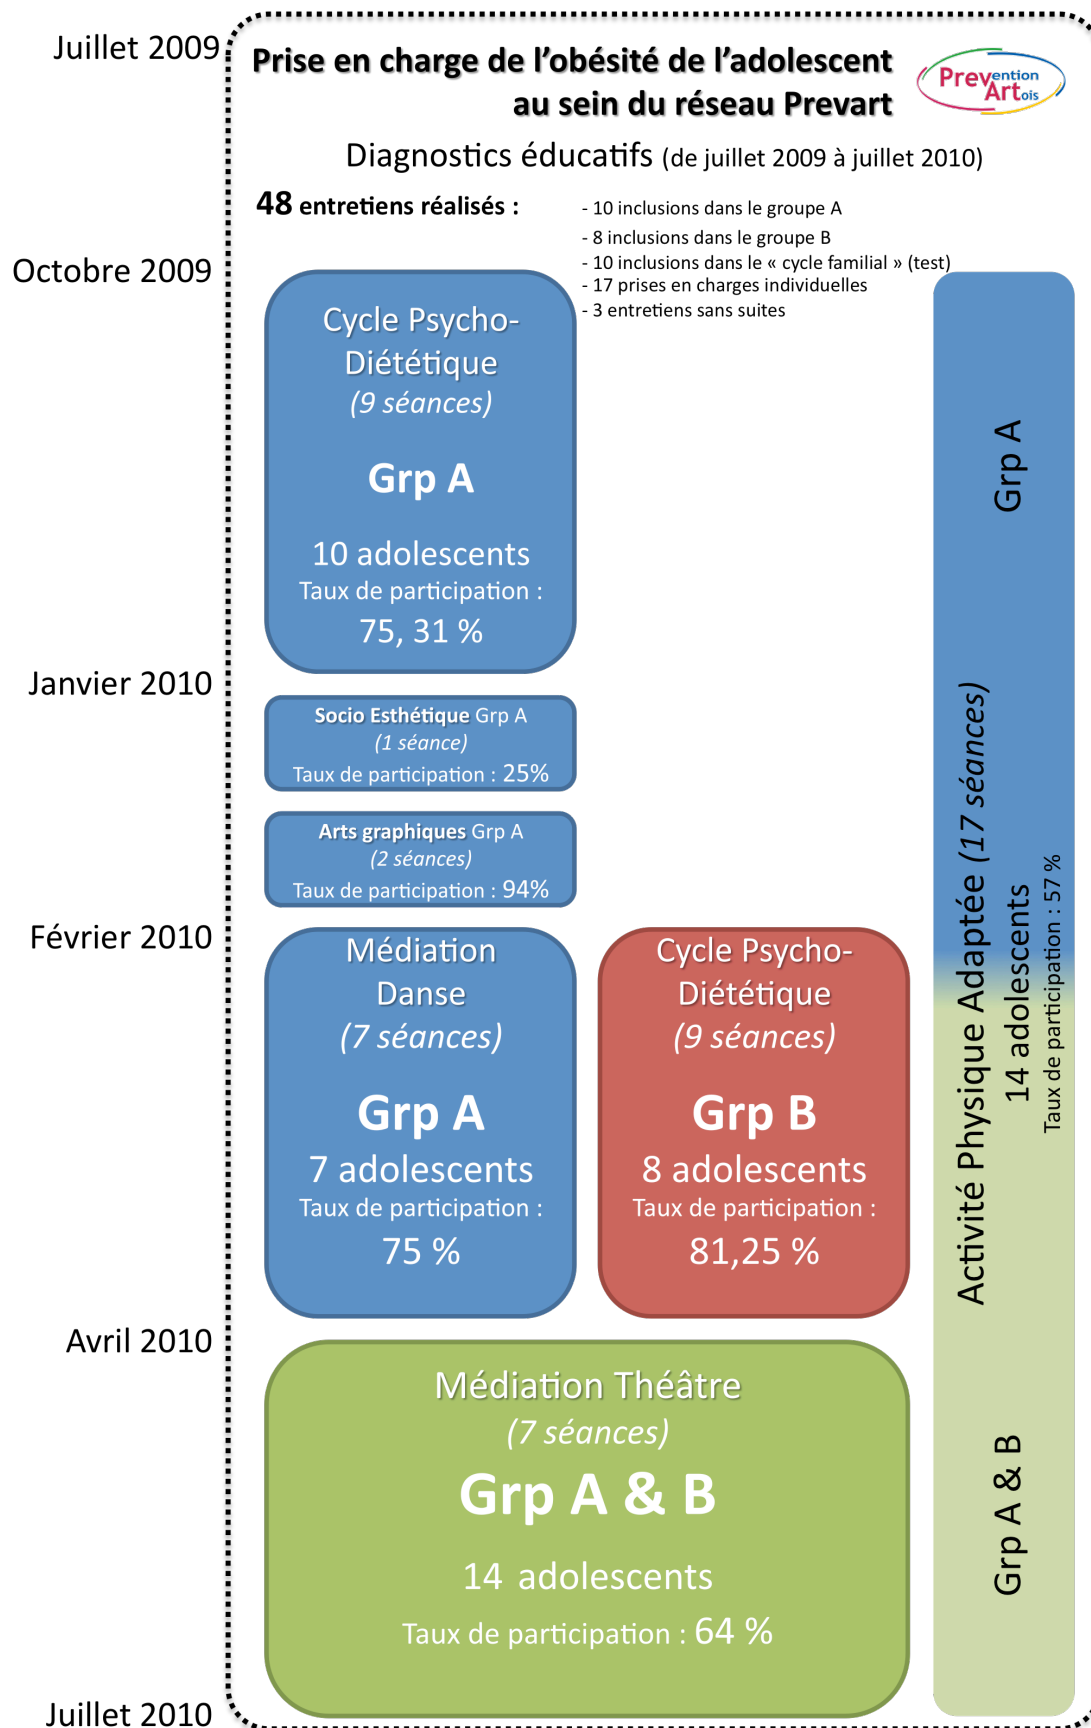 Juillet 2009
Prise en charge de l'obésité de l'adolescent
au sein du réseau Prevart
Prevention
Artois
Diagnostics éducatifs (de juillet 2009 à juillet 2010)
48 entretiens réalisés :
- 10 inclusions dans le groupe A
- 8 inclusions dans le groupe B
- 10 inclusions dans le « cycle familial » (test)
- 17 prises en charges individuelles
- 3 entretiens sans suites
Octobre 2009
Cycle Psycho-
Diététique
(9 séances)
Grp A
10 adolescents
Taux de participation :
75, 31 %
Janvier 2010
Socio Esthétique Grp A
(1 séance)
Taux de participation : 25%
Arts graphiques Grp A
(2 séances)
Taux de participation : 94%
Février 2010
Médiation
Danse
(7 séances)
Grp A
7 adolescents
Taux de participation :
75 %
Cycle Psycho-
Diététique
(9 séances)
Grp B
8 adolescents
Taux de participation :
81,25 %
Avril 2010
Médiation Théâtre
(7 séances)
Grp A & B
14 adolescents
Taux de participation : 64 %
Juillet 2010
Grp A
Activité Physique Adaptée (17 séances)
14 adolescents
Taux de participation : 57 %
Grp A & B